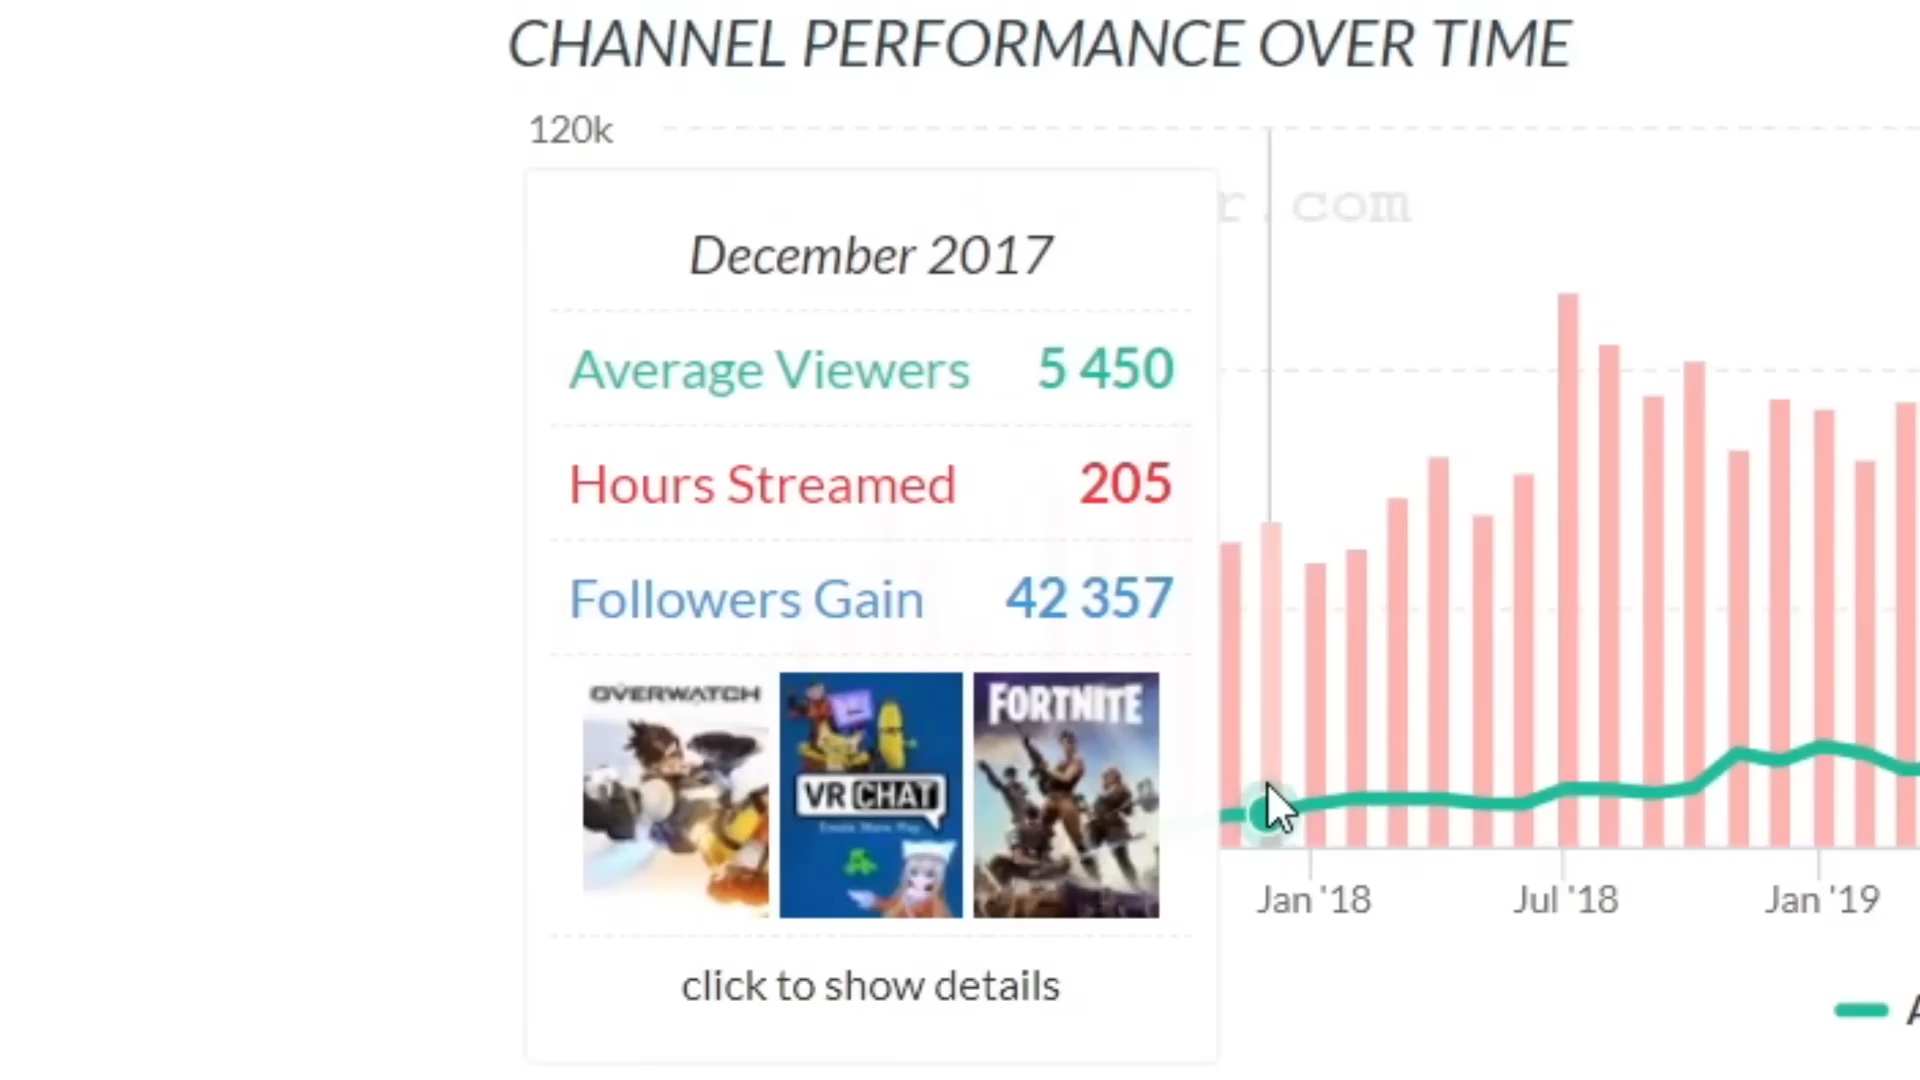 CHANNEL PERFORMANCE OVER TIME
120k
r.com
December 2017
Average Viewers 5 450
Hours Streamed 205
Followers Gain 42 357
OVERWATCH
VR CHAT
FORTNITE
Jan '18 Jul '18 Jan '19
click to show details